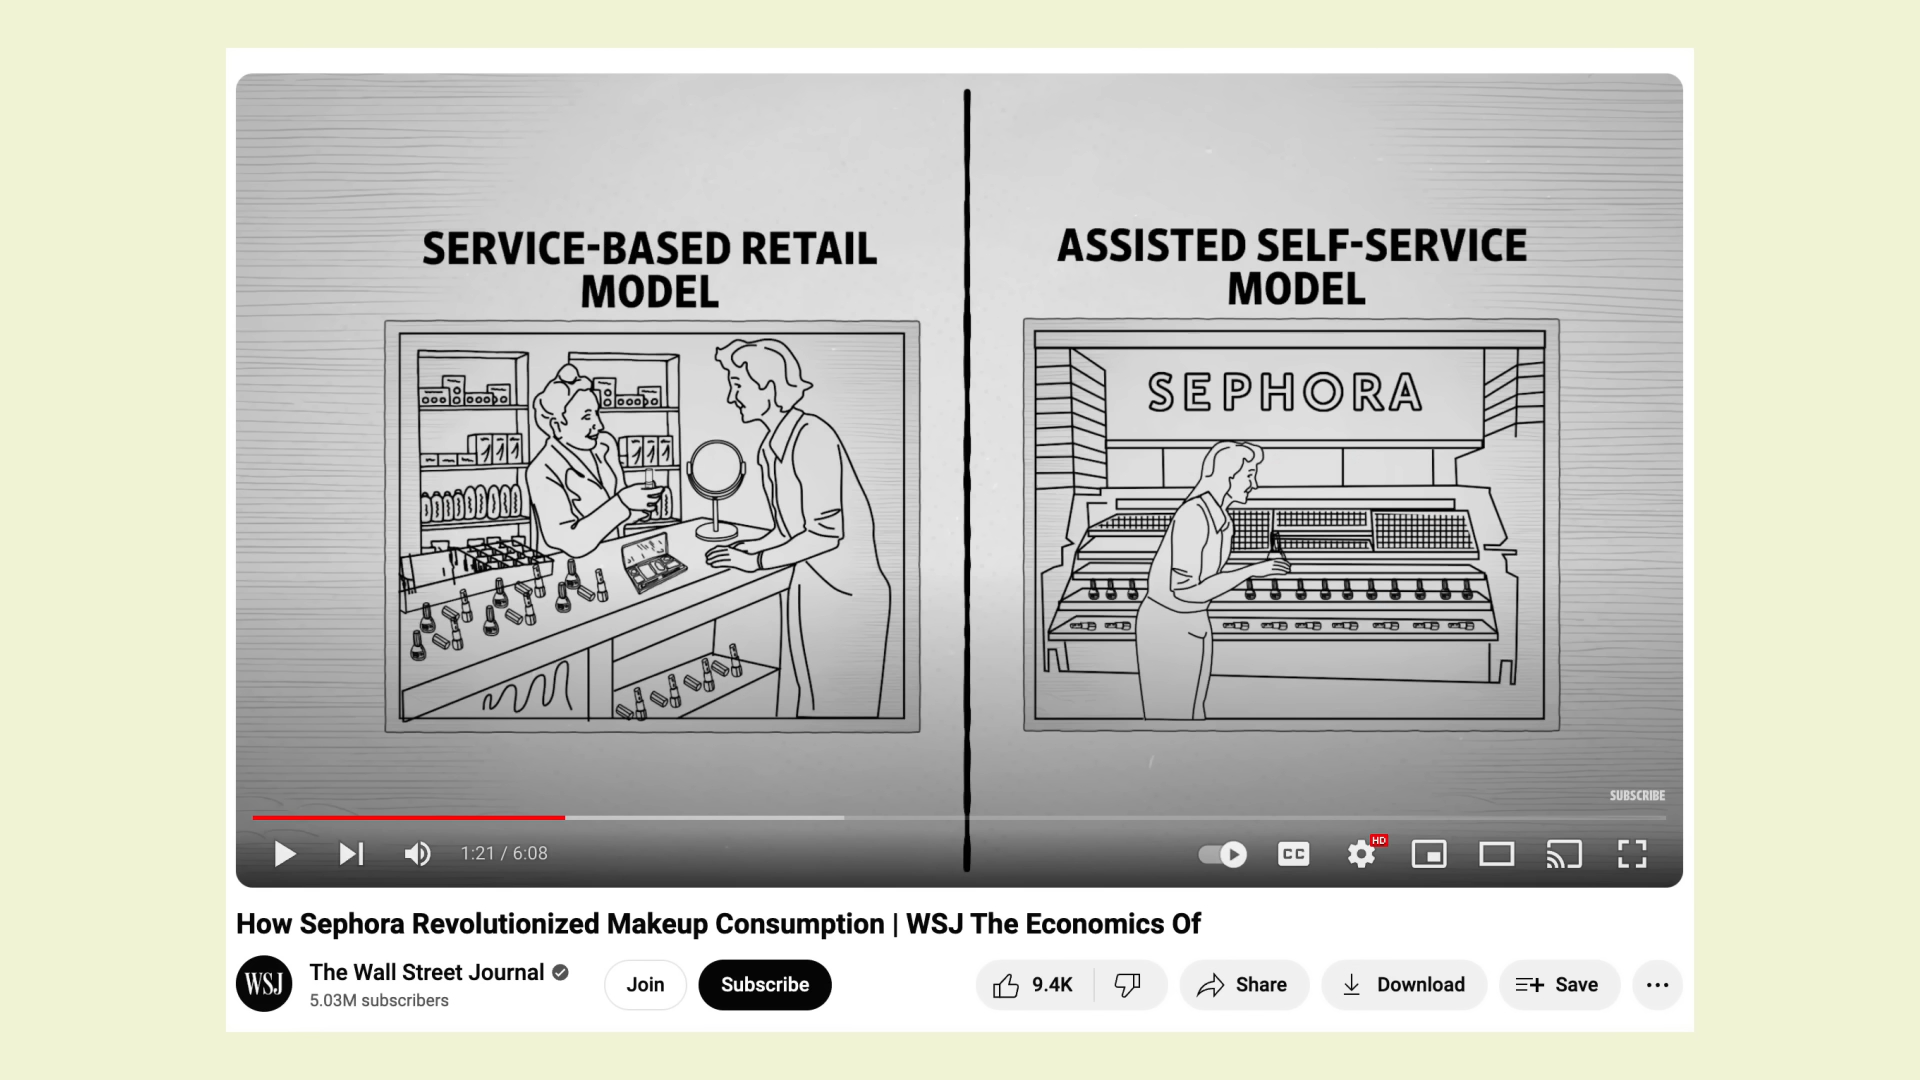 SERVICE-BASED RETAIL
MODEL
ASSISTED SELF-SERVICE
MODEL
SEPHORA
SUBSCRIBE
1:21 / 6:08
CC
HD
How Sephora Revolutionized Makeup Consumption | WSJ The Economics Of
WSJ
The Wall Street Journal
5.03M subscribers
Join
Subscribe
9.4K
Share
Download
Save